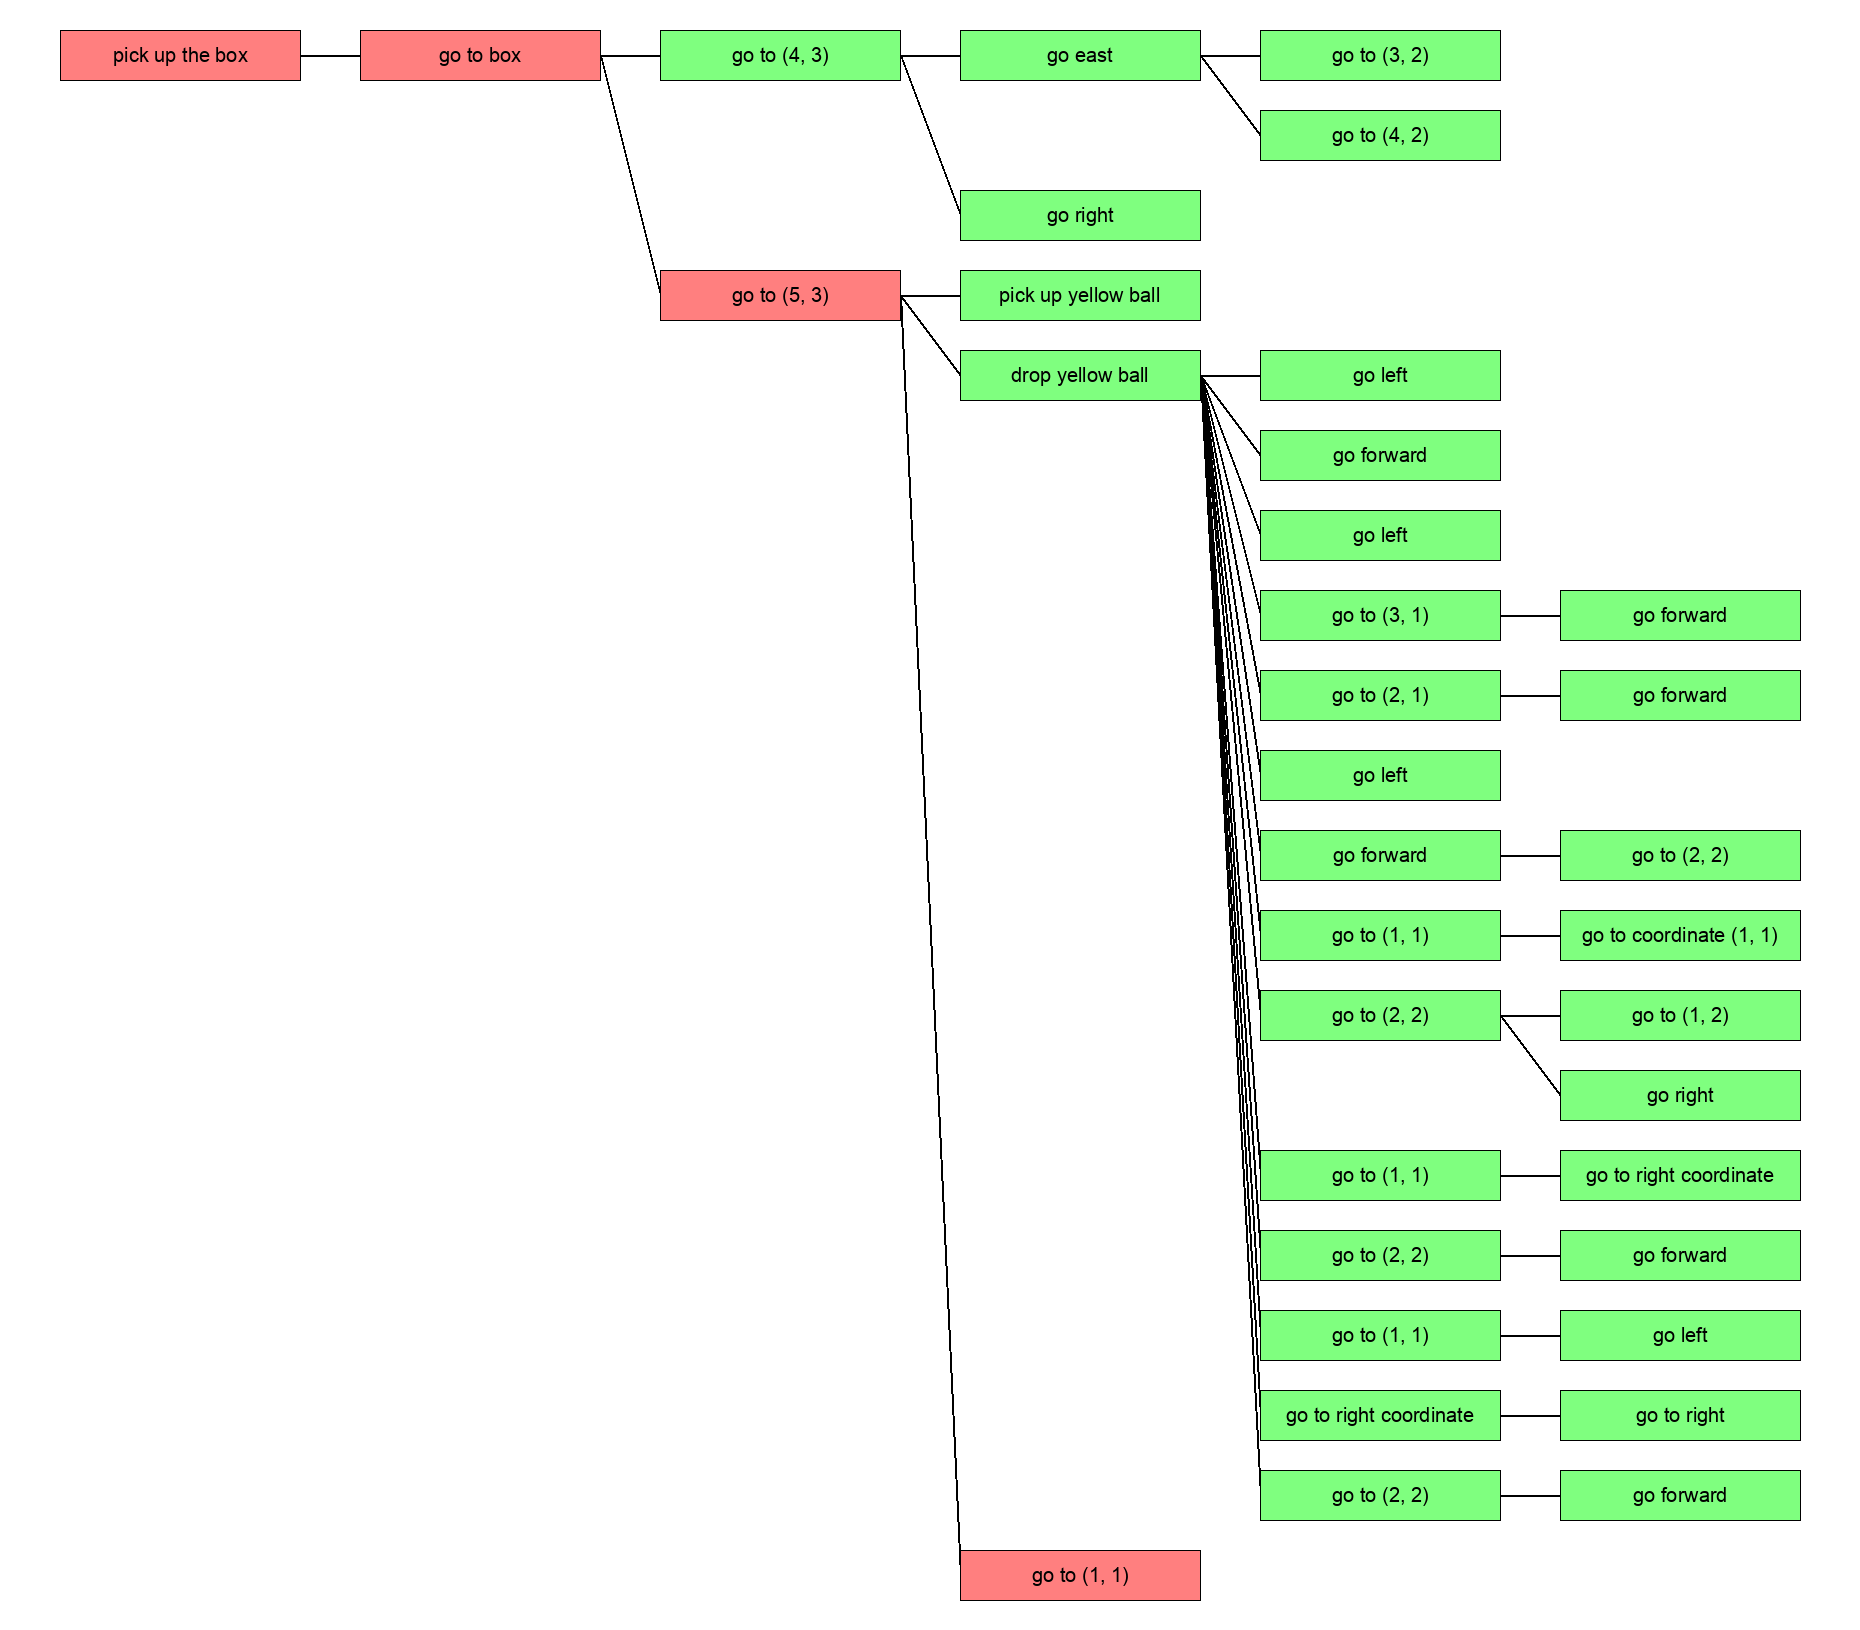 pick up the box
go to box
go to (4, 3)
go east
go to (3, 2)
go to (4, 2)
go right
go to (5, 3)
pick up yellow ball
drop yellow ball
go left
go forward
go left
go to (3, 1)
go forward
go to (2, 1)
go forward
go left
go forward
go to (2, 2)
go to (1, 1)
go to coordinate (1, 1)
go to (2, 2)
go to (1, 2)
go right
go to (1, 1)
go to right coordinate
go to (2, 2)
go forward
go to (1, 1)
go left
go to right coordinate
go to right
go to (2, 2)
go forward
go to (1, 1)